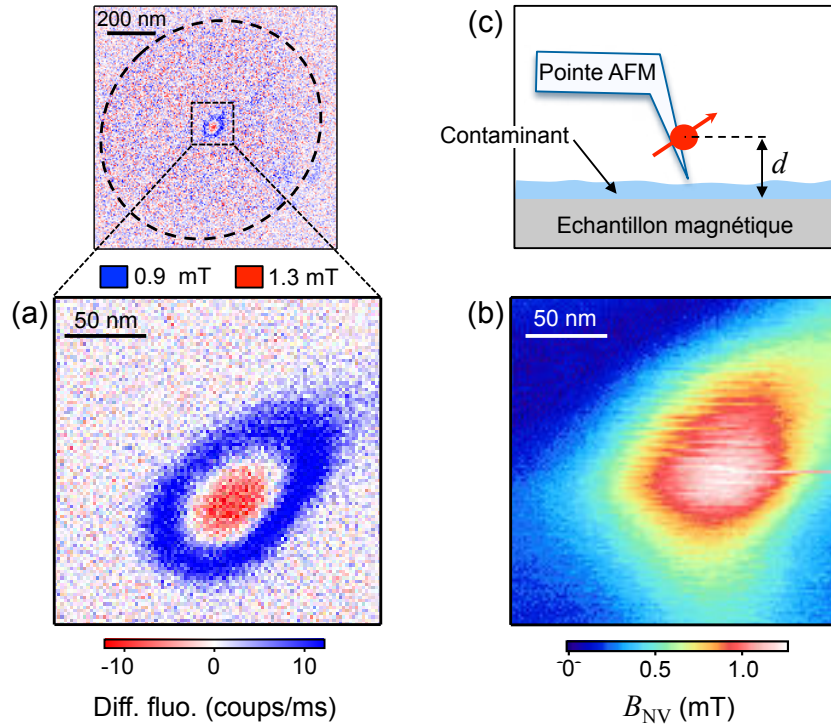 200 nm
(c)
Pointe AFM
Contaminant
d
Echantillon magnétique
0.9 mT
1.3 mT
(a)
50 nm
(b)
50 nm
-10
0
10
Diff. fluo. (coups/ms)
-0-
0.5
1.0
BNV (mT)